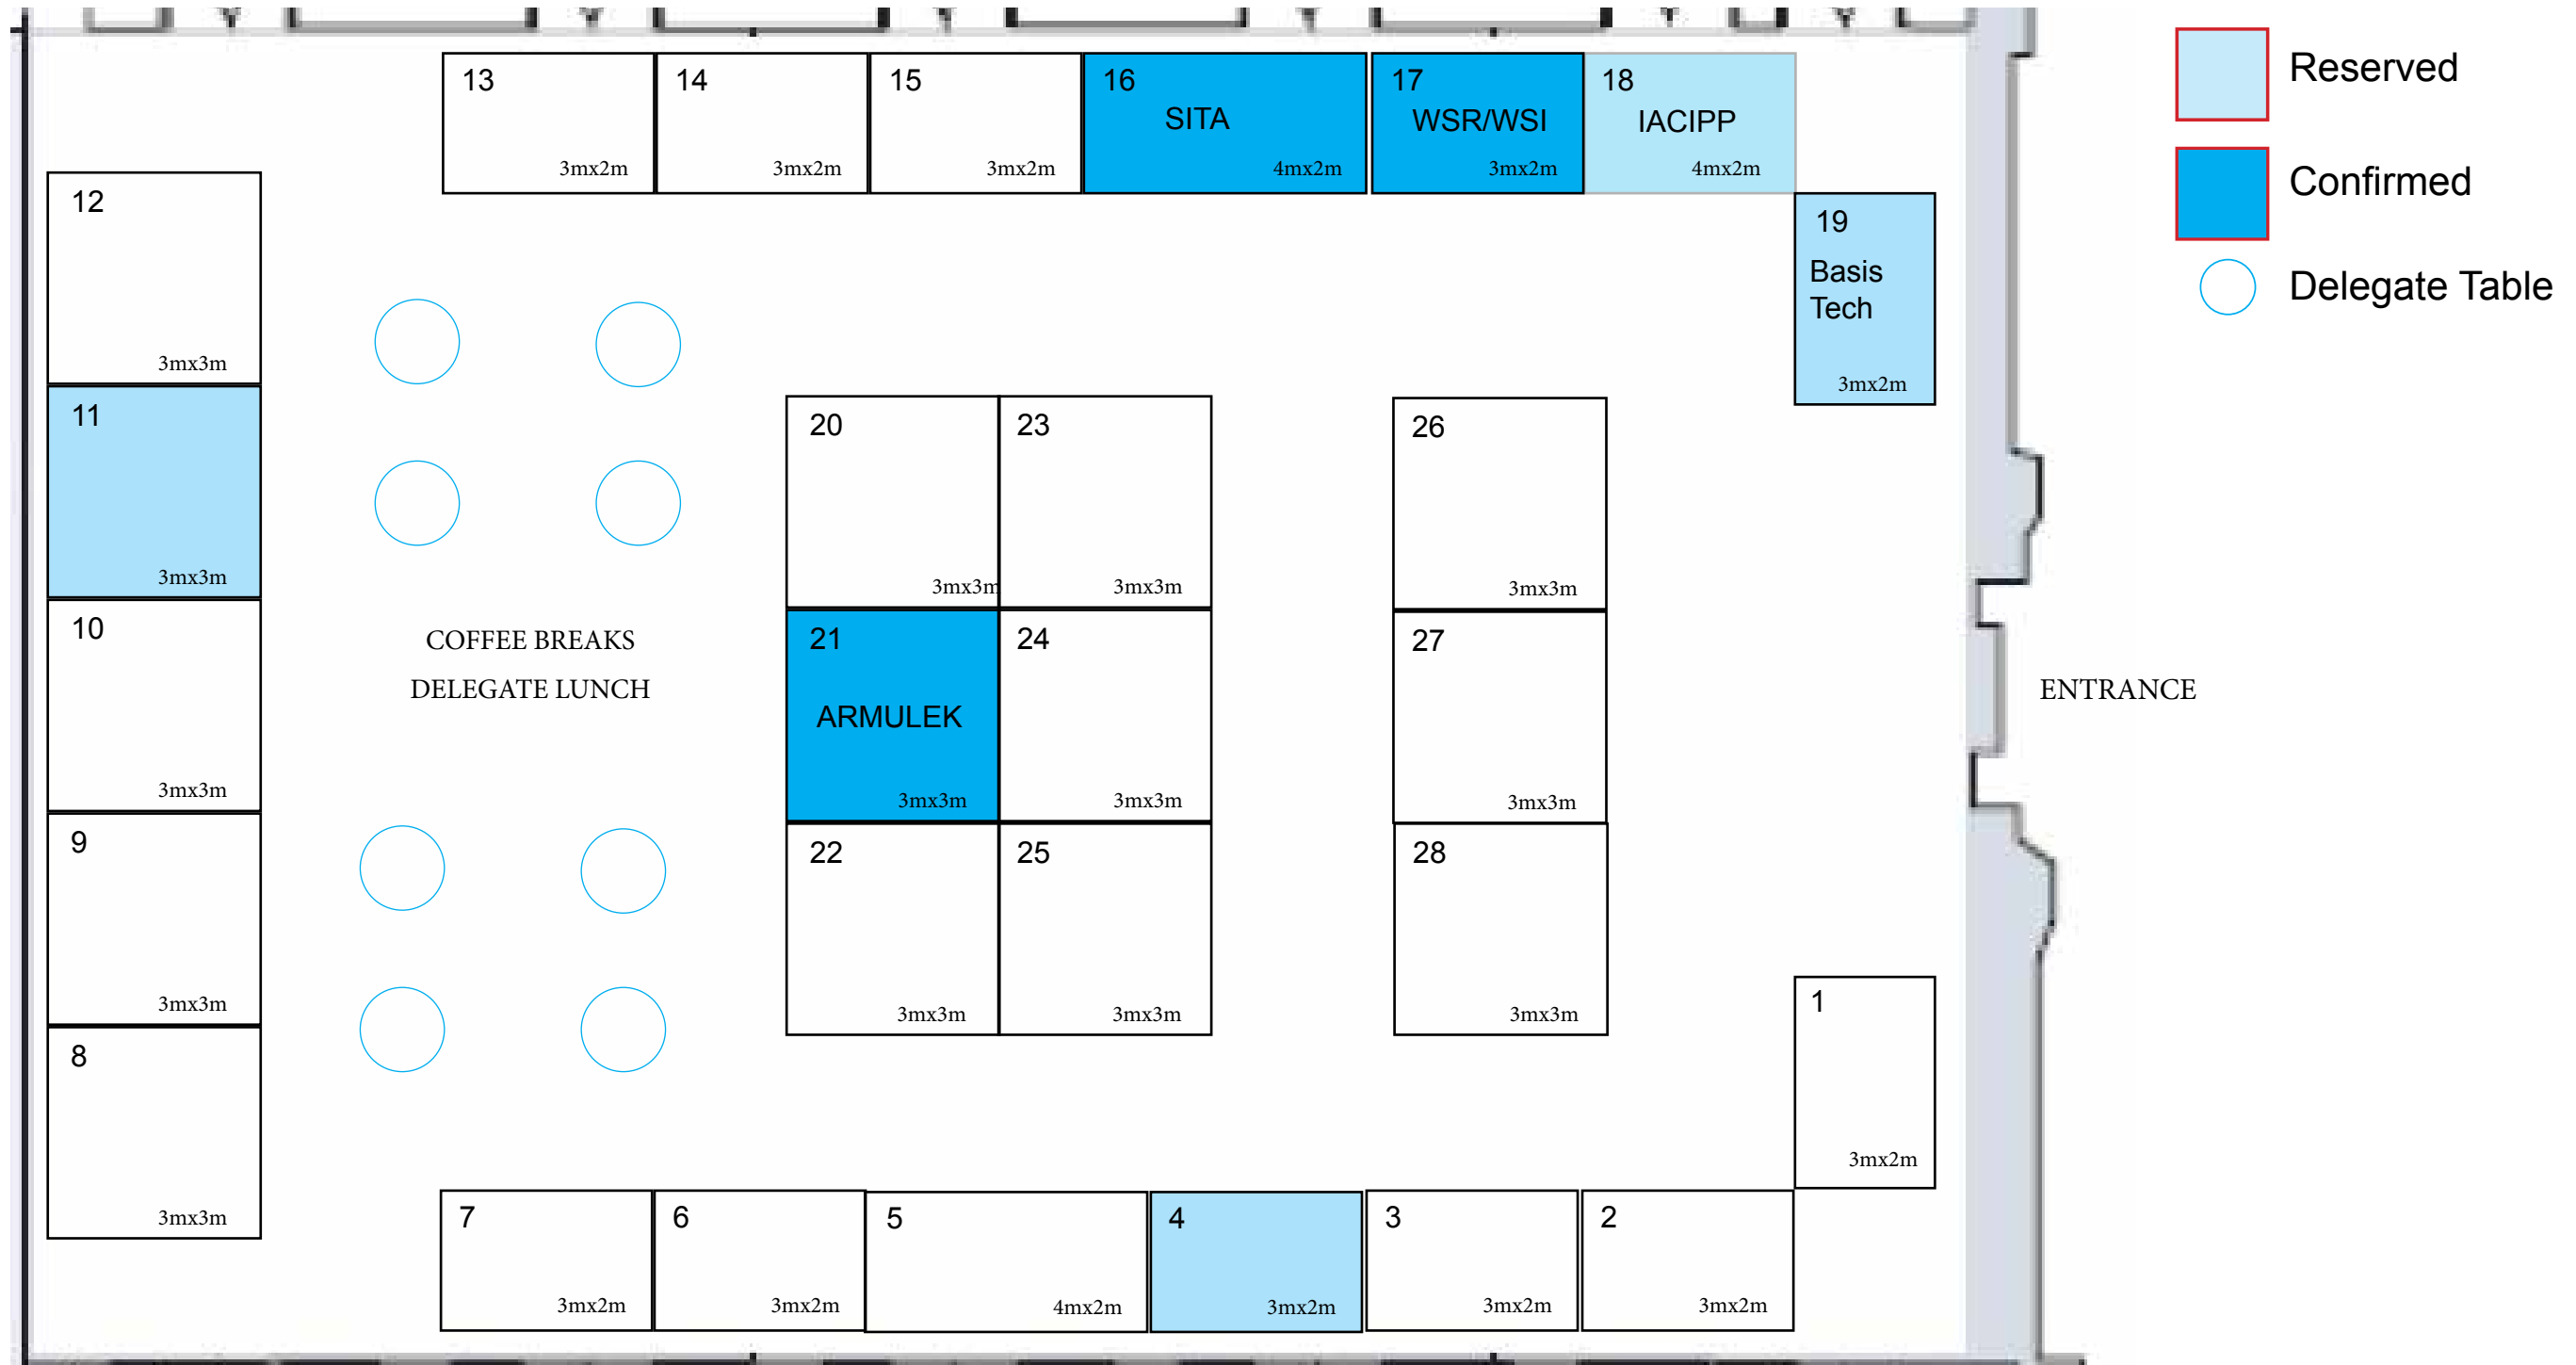 13
3mx2m
14
3mx2m
15
3mx2m
16
SITA
4mx2m
17
WSR/WSI
3mx2m
18
IACIPP
4mx2m
Reserved
Confirmed
Delegate Table
12
3mx3m
19
Basis
Tech
3mx2m
11
3mx3m
20
3mx3m
23
3mx3m
26
3mx3m
10
3mx3m
COFFEE BREAKS
DELEGATE LUNCH
21
ARMULEK
3mx3m
24
3mx3m
27
3mx3m
ENTRANCE
9
3mx3m
22
3mx3m
25
3mx3m
28
3mx3m
8
3mx3m
1
3mx2m
7
3mx2m
6
3mx2m
5
4mx2m
4
3mx2m
3
3mx2m
2
3mx2m